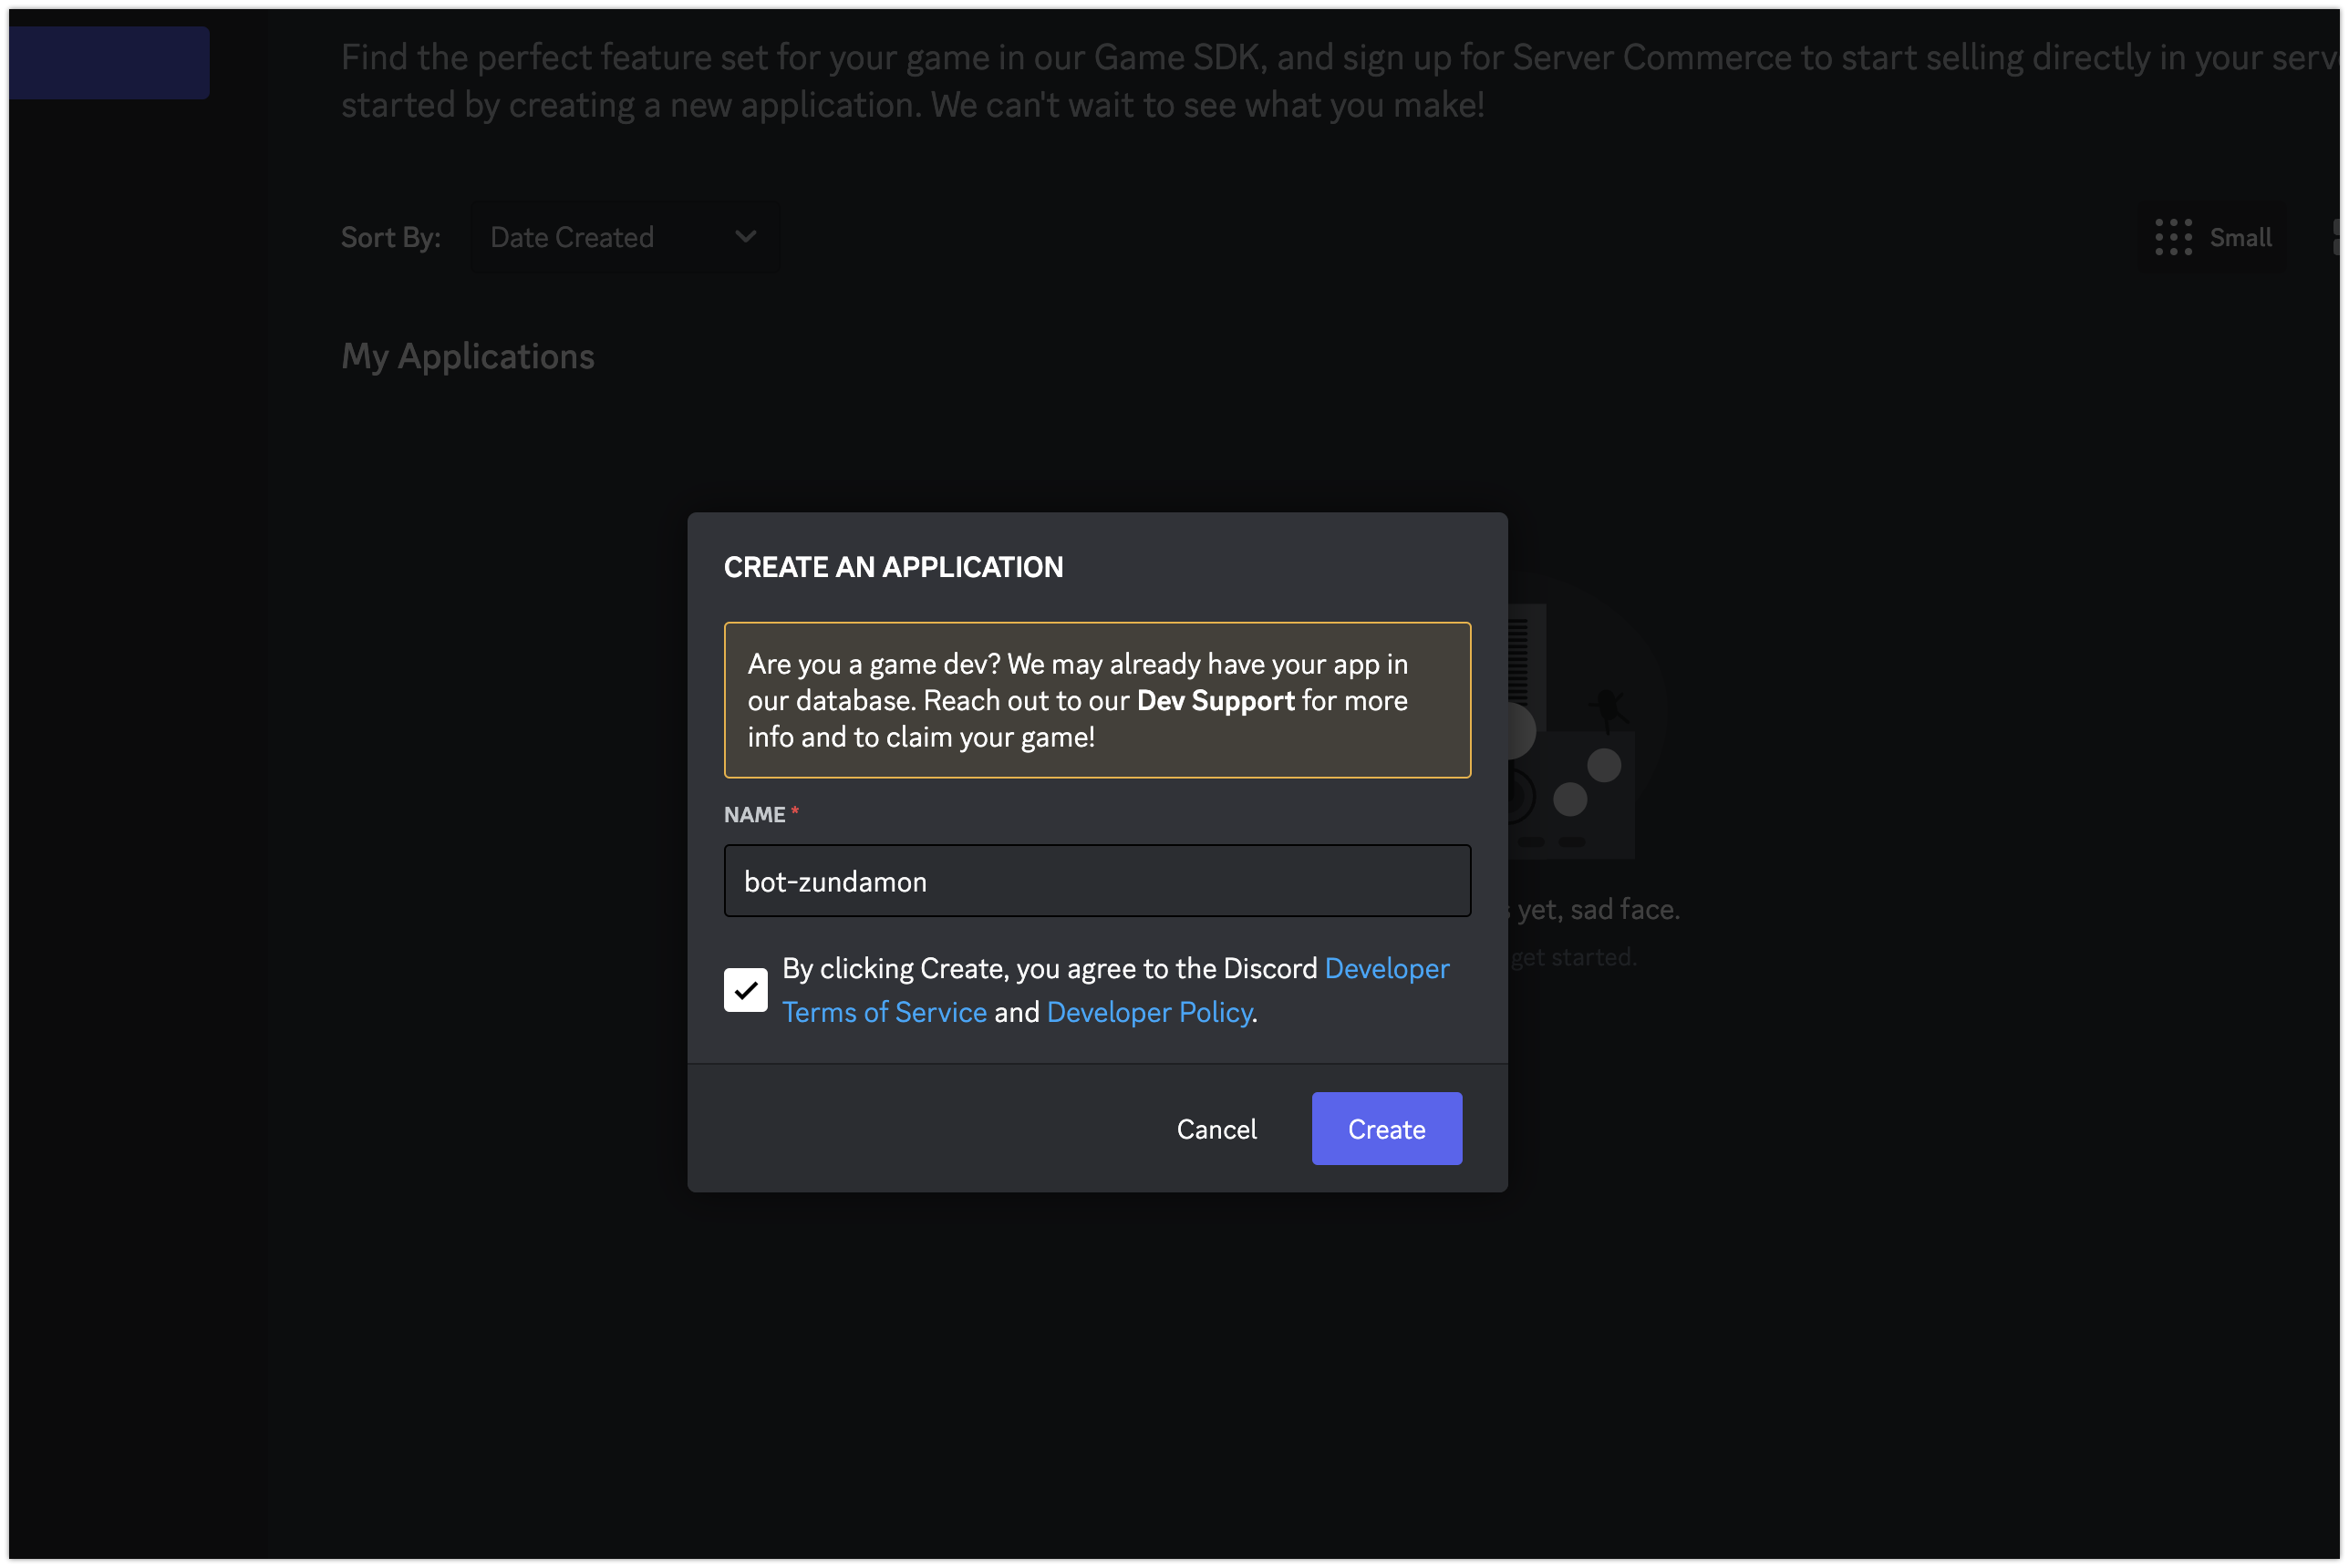 Find the perfect feature set for your game in our Game SDK, and sign up for Server Commerce to start selling directly in your
started by creating a new application. We can't wait to see what you make!
Sort By: Date Created Small
My Applications
CREATE AN APPLICATION
Are you a game dev? We may already have your app in
our database. Reach out to our Dev Support for more
info and to claim your game!
NAME *
bot-zundamon
yet, sad face.
By clicking Create, you agree to the Discord Developer
get started.
Terms of Service and Developer Policy.
Cancel Create